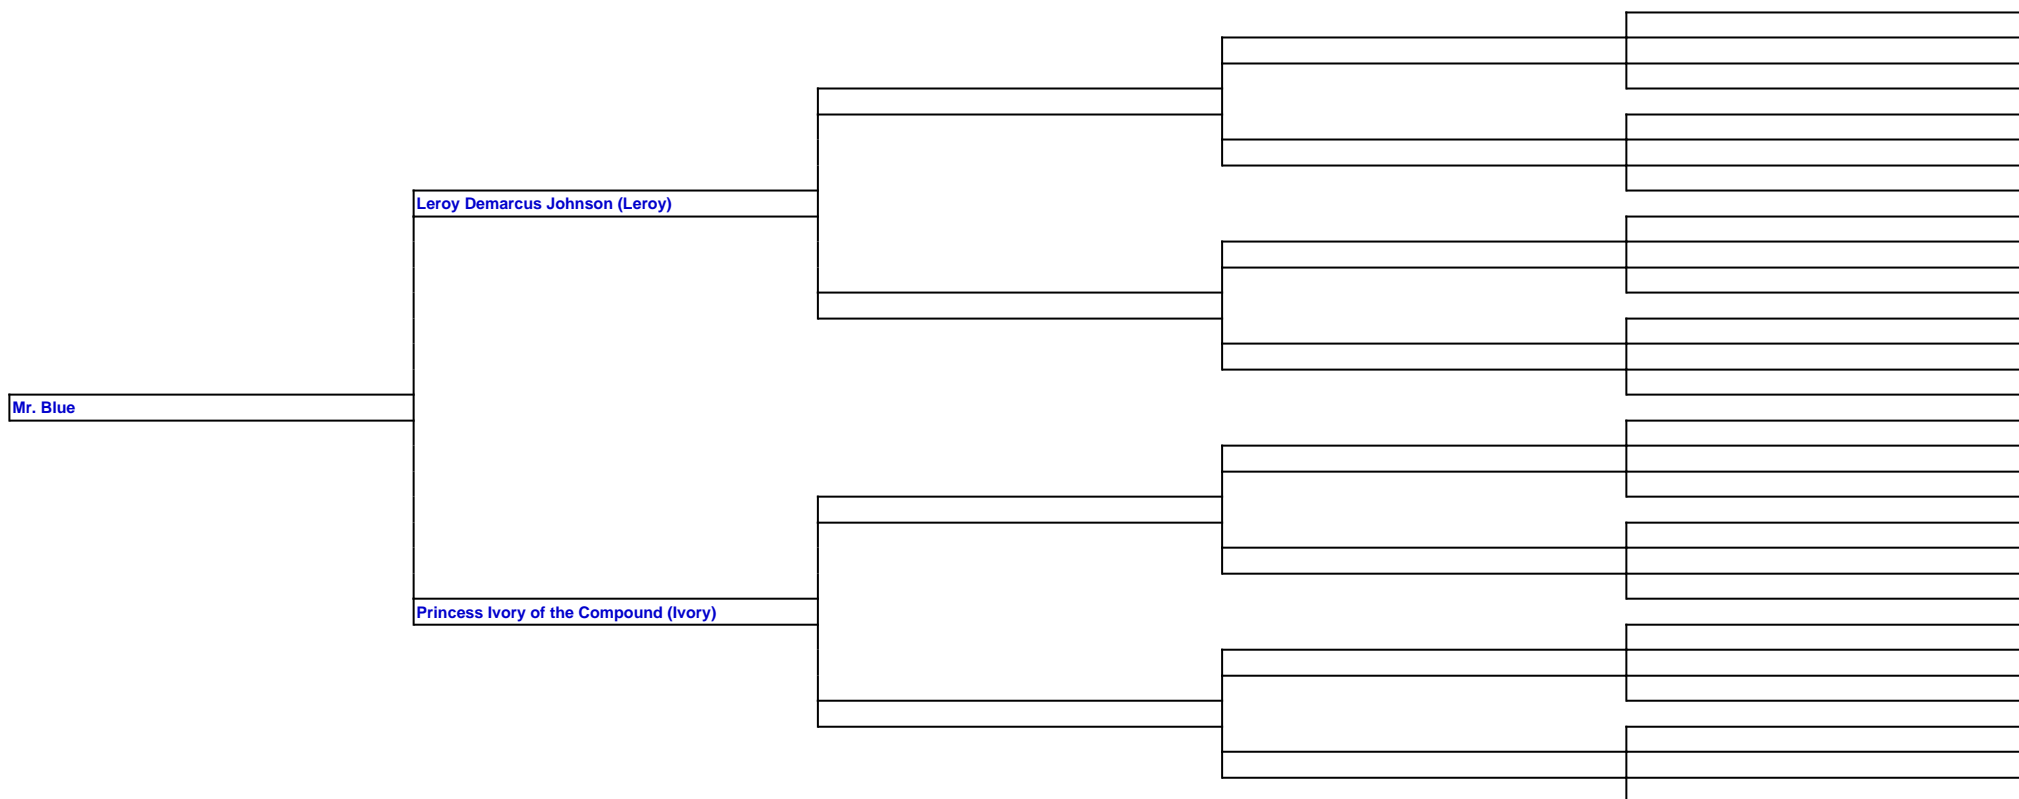 Leroy Demarcus Johnson (Leroy)
Mr. Blue
Princess Ivory of the Compound (Ivory)